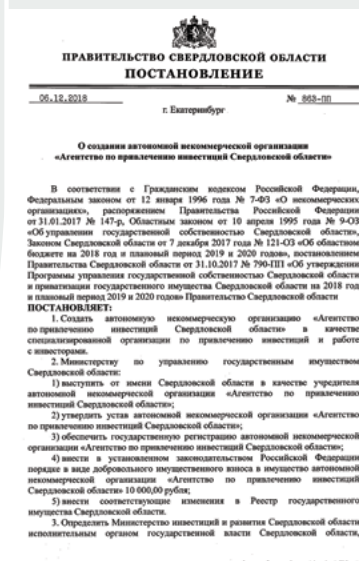 ПРАВИТЕЛЬСТВО СВЕРДЛОВСКОЙ ОБЛАСТИ
ПОСТАНОВЛЕНИЕ
06.12.2018 № 863-ПП
г. Екатеринбург
О создании автономной некоммерческой организации
«Агентство по привлечению инвестиций Свердловской области»
В соответствии с Гражданским кодексом Российской Федерации,
Федеральным законом от 12 января 1996 года № 7-ФЗ «О некоммерческих
организациях», распоряжением Правительства Российской Федерации
от 31.01.2017 № 147-р, Областным законом от 10 апреля 1995 года № 9-ОЗ
«Об управлении государственной собственностью Свердловской области»,
Законом Свердловской области от 7 декабря 2017 года № 121-ОЗ «Об областном
бюджете на 2018 год и плановый период 2019 и 2020 годов», постановлением
Правительства Свердловской области от 31.10.2017 № 790-ПП «Об утверждении
Программы управления государственной собственностью Свердловской области
и приватизации государственного имущества Свердловской области на 2018 год
и плановый период 2019 и 2020 годов» Правительство Свердловской области
ПОСТАНОВЛЯЕТ:
1. Создать автономную некоммерческую организацию «Агентство
по привлечению инвестиций Свердловской области» в качестве
специализированной организации по привлечению инвестиций и работе
с инвесторами.
2. Министерству по управлению государственным имуществом
Свердловской области:
1) выступить от имени Свердловской области в качестве учредителя
автономной некоммерческой организации «Агентство по привлечению
инвестиций Свердловской области»;
2) утвердить устав автономной некоммерческой организации «Агентство
по привлечению инвестиций Свердловской области»;
3) обеспечить государственную регистрацию автономной некоммерческой
организации «Агентство по привлечению инвестиций Свердловской области»;
4) внести в установленном законодательством Российской Федерации
порядке в виде добровольного имущественного взноса в имущество автономной
некоммерческой организации «Агентство по привлечению инвестиций
Свердловской области» 10 000,00 рубля;
5) внести соответствующие изменения в Реестр государственного
имущества Свердловской области.
3. Определить Министерство инвестиций и развития Свердловской области
исполнительным органом государственной власти Свердловской области,